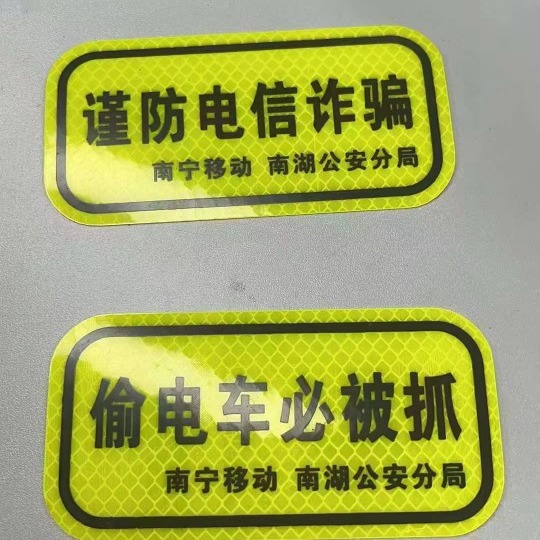 谨防电信诈骗
南宁移动 南湖公安分局
偷电车必被抓
南宁移动 南湖公安分局